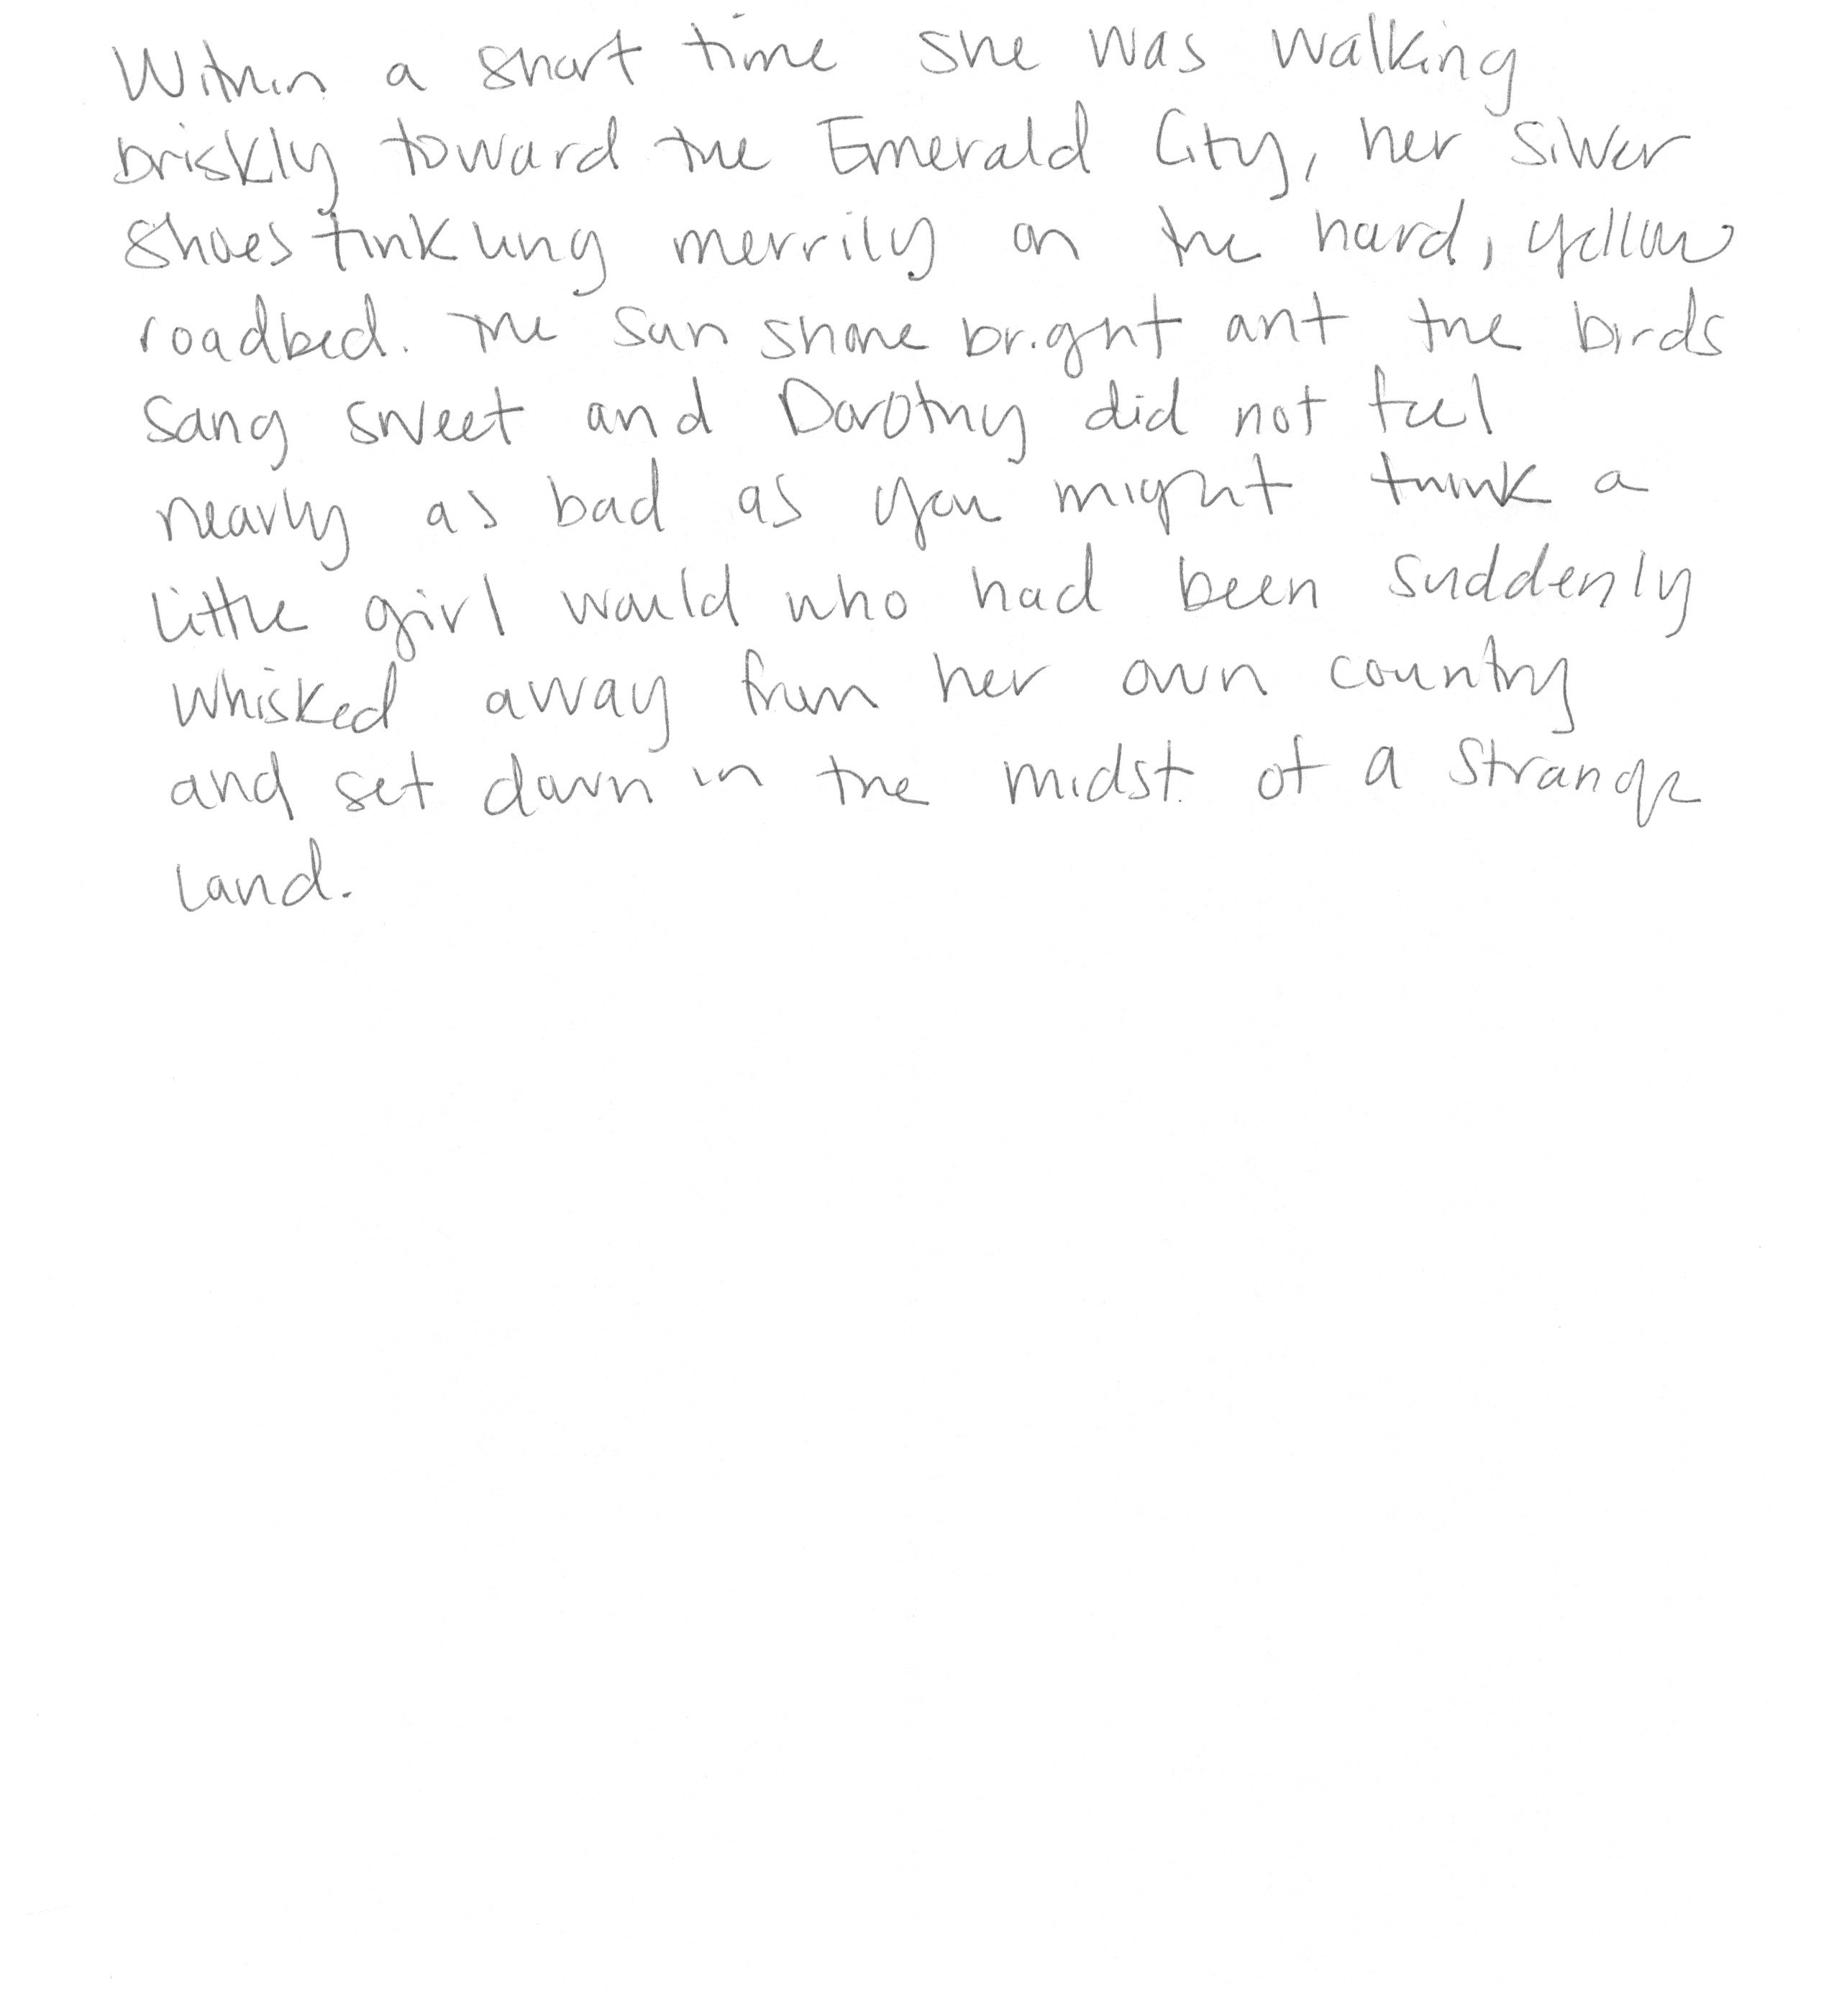 Within a short time she was walking
briskly toward the Emerald City, her silver
shoes tinkling merrily on the hard, yellow
roadbed. The sun shone bright ant the birds
sang sweet and Dorothy did not feel
nearly as bad as you might think a
little girl would who had been suddenly
whisked away from her own country
and set down in the midst of a strange
land.